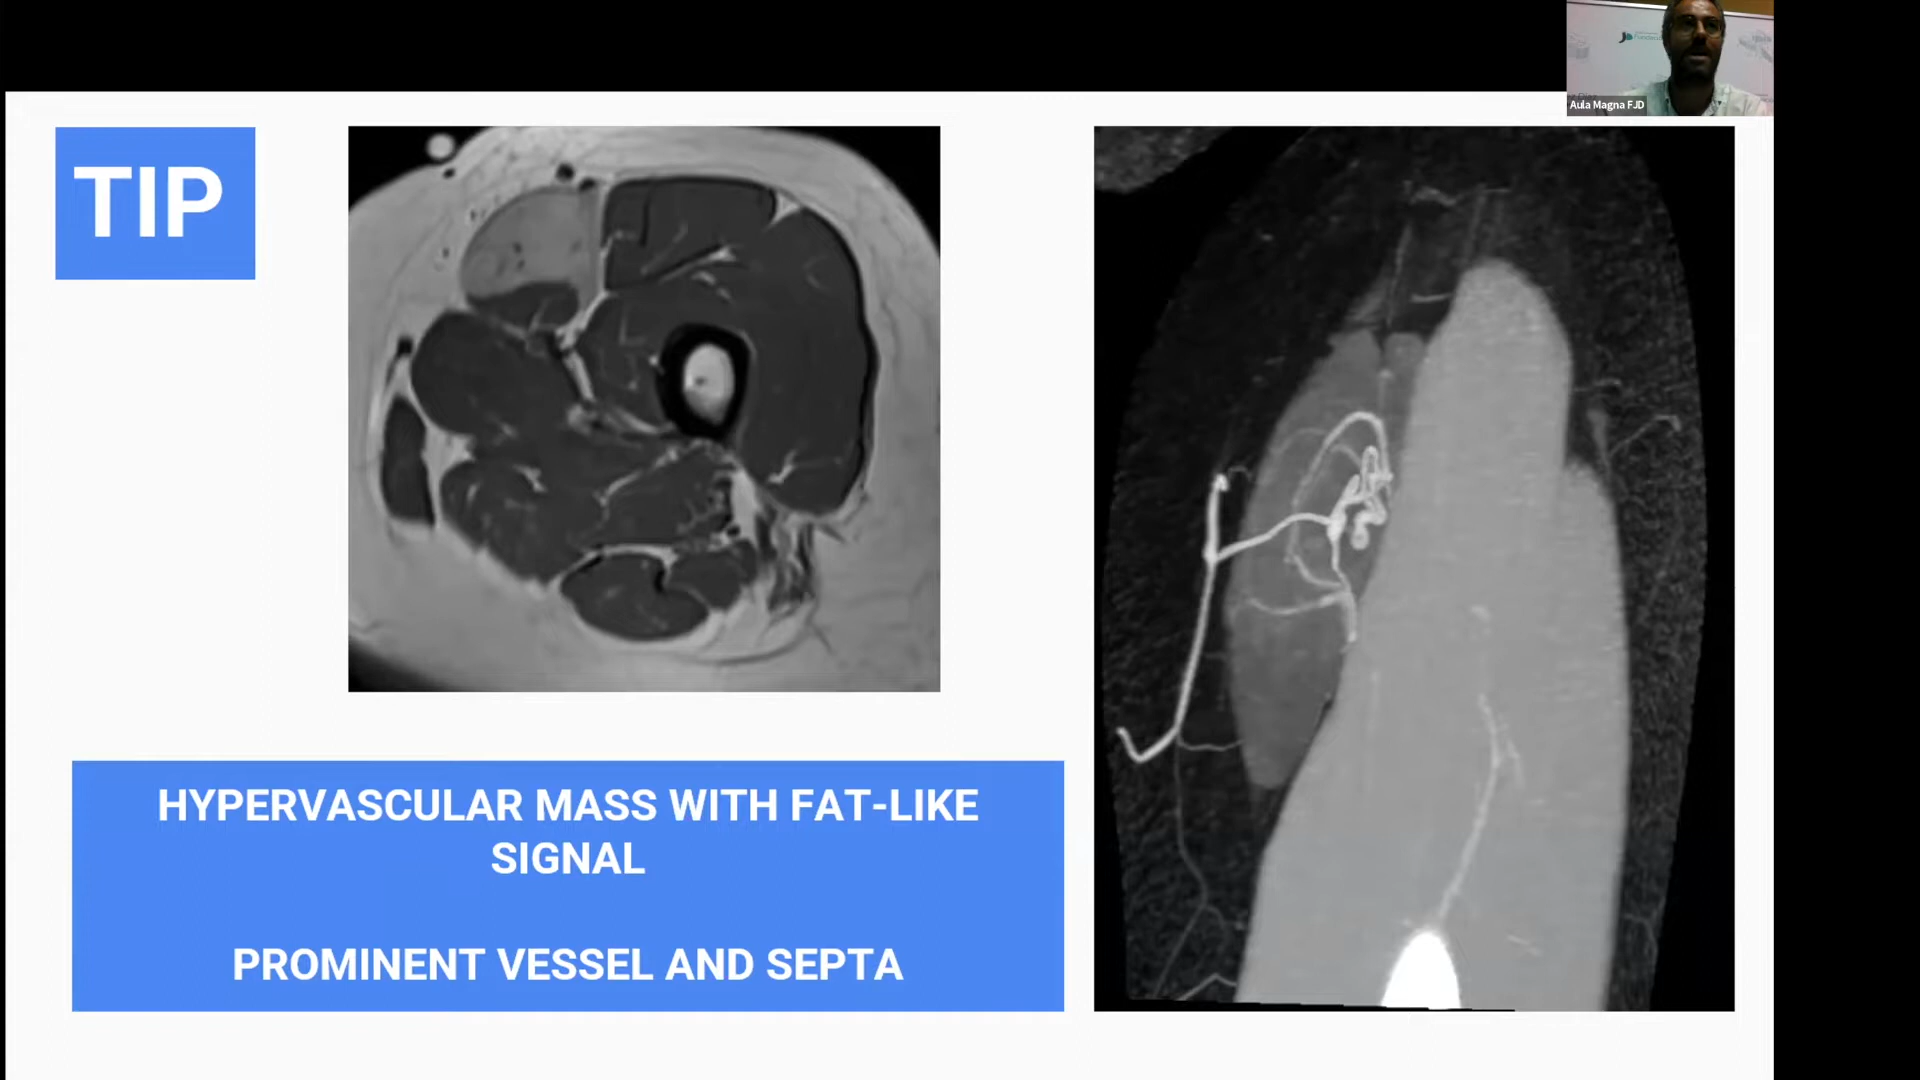 Aula Magna FJD
TIP
HYPERVASCULAR MASS WITH FAT-LIKE
SIGNAL
PROMINENT VESSEL AND SEPTA